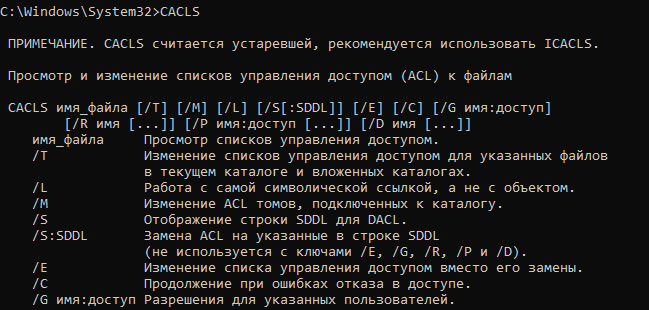 C:\Windows\System32>CACLS
ПРИМЕЧАНИЕ. CACLS считается устаревшей, рекомендуется использовать ICACLS.
Просмотр и изменение списков управления доступом (ACL) к файлам
CACLS имя_файла [/T] [/M] [/L] [/S[:SDDL]] [/E] [/C] [/G имя:доступ]
[/R имя [...]] [/P имя:доступ [...]] [/D имя [...]]
имя_файла Просмотр списков управления доступом.
/T Изменение списков управления доступом для указанных файлов
в текущем каталоге и вложенных каталогах.
/L Работа с самой символической ссылкой, а не с объектом.
/M Изменение ACL томов, подключенных к каталогу.
/S Отображение строки SDDL для DACL.
/S:SDDL Замена ACL на указанные в строке SDDL
(не используется с ключами /E, /G, /R, /P и /D).
/E Изменение списка управления доступом вместо его замены.
/C Продолжение при ошибках отказа в доступе.
/G имя:доступ Разрешения для указанных пользователей.